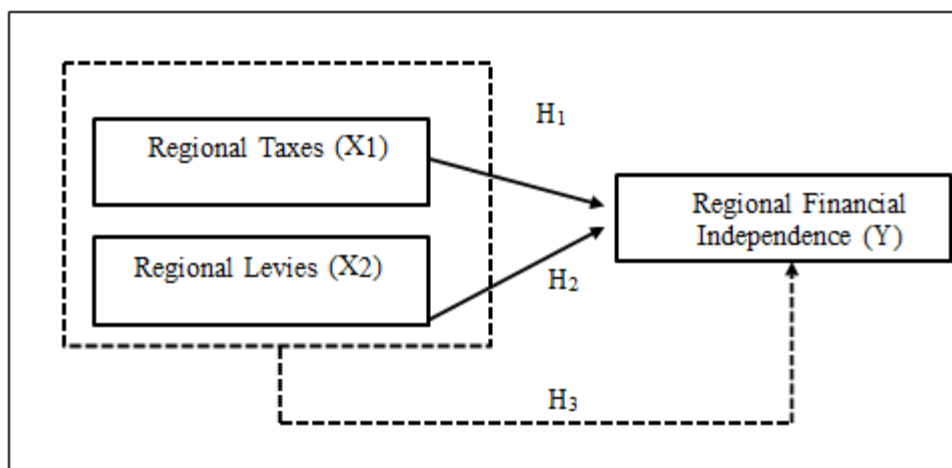 H₁
Regional Taxes (X1)
Regional Financial
Independence (Y)
Regional Levies (X2)
H₂
H₃